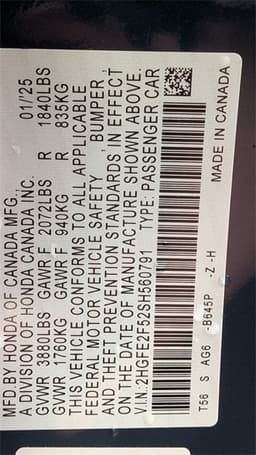 MFD BY HONDA OF CANADA MFG.,
A DIVISION OF HONDA CANADA INC. 01/25
GVWR 3880LBS GAWR F 2072LBS R 1840LBS
GVWR 1760KG GAWR F 940KG R 835KG
THIS VEHICLE CONFORMS TO ALL APPLICABLE
FEDERAL MOTOR VEHICLE SAFETY , BUMPER ,
AND THEFT PREVENTION STANDARDS IN EFFECT
ON THE DATE OF MANUFACTURE SHOWN ABOVE.
V.I.N.:2HGFE2F52SH560791 TYPE:PASSENGER CAR
T56 S AG6 -B645P -Z -H MADE IN CANADA